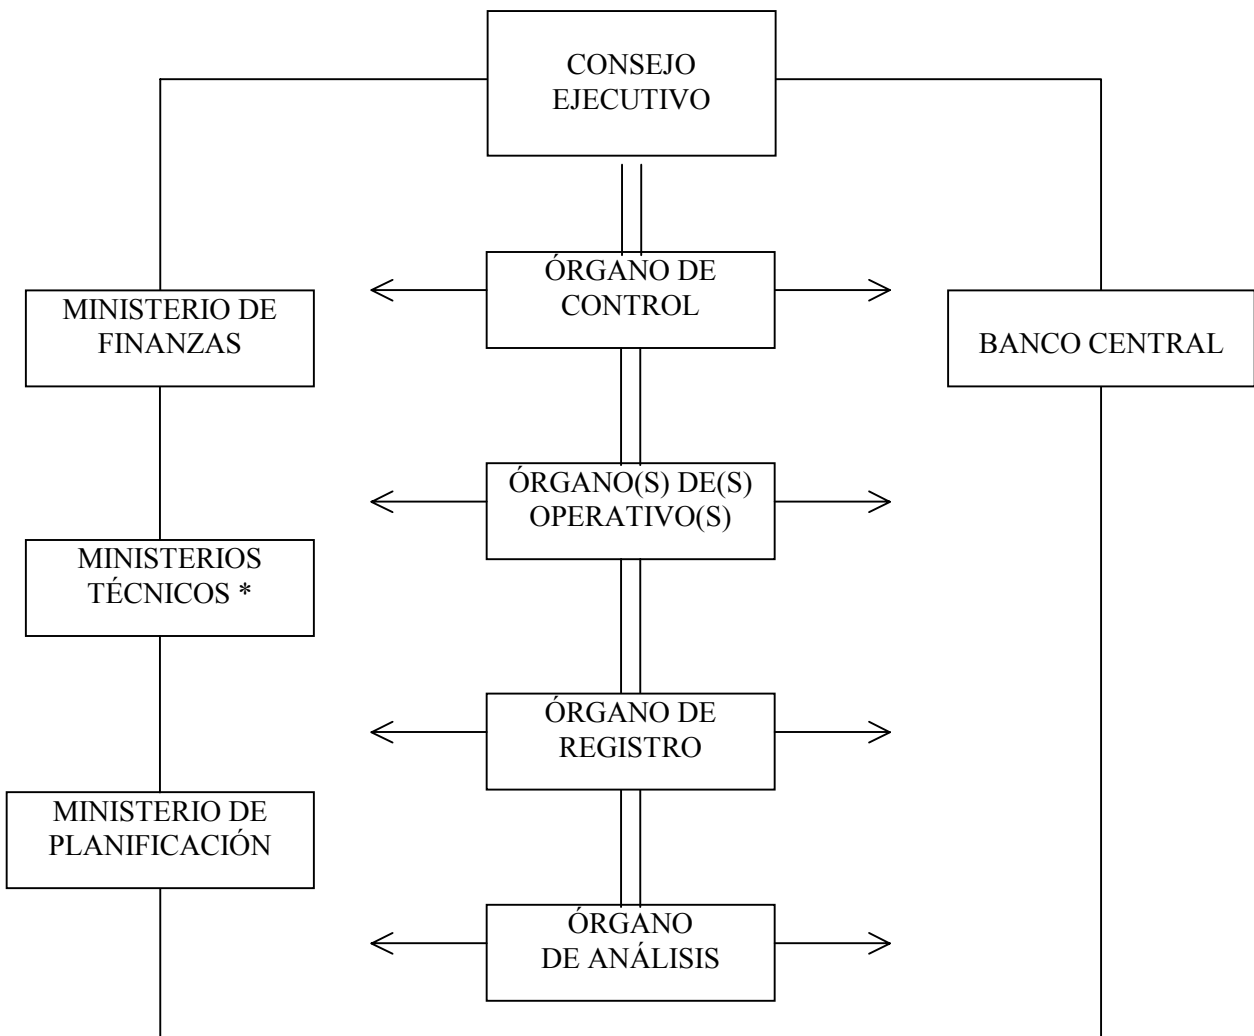 CONSEJO
EJECUTIVO
ÓRGANO DE
CONTROL
MINISTERIO DE
FINANZAS
BANCO CENTRAL
ÓRGANO(S) DE(S)
OPERATIVO(S)
MINISTERIOS
TÉCNICOS *
ÓRGANO DE
REGISTRO
MINISTERIO DE
PLANIFICACIÓN
ÓRGANO
DE ANÁLISIS